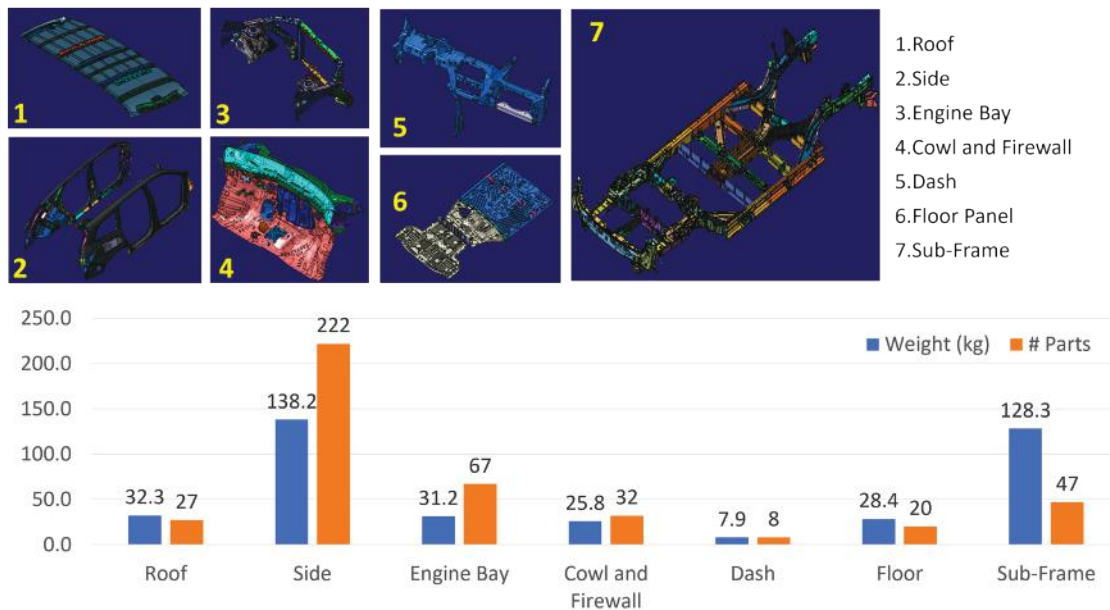 1
3
5
7
2
4
6
1.Roof
2.Side
3.Engine Bay
4.Cowl and Firewall
5.Dash
6.Floor Panel
7.Sub-Frame
250.0
200.0
150.0
100.0
50.0
0.0
Weight (kg) # Parts
32.3 27
138.2 222
31.2 67
25.8 32
7.9 8
28.4 20
128.3 47
Roof Side Engine Bay Cowl and Dash Floor Sub-Frame
Firewall